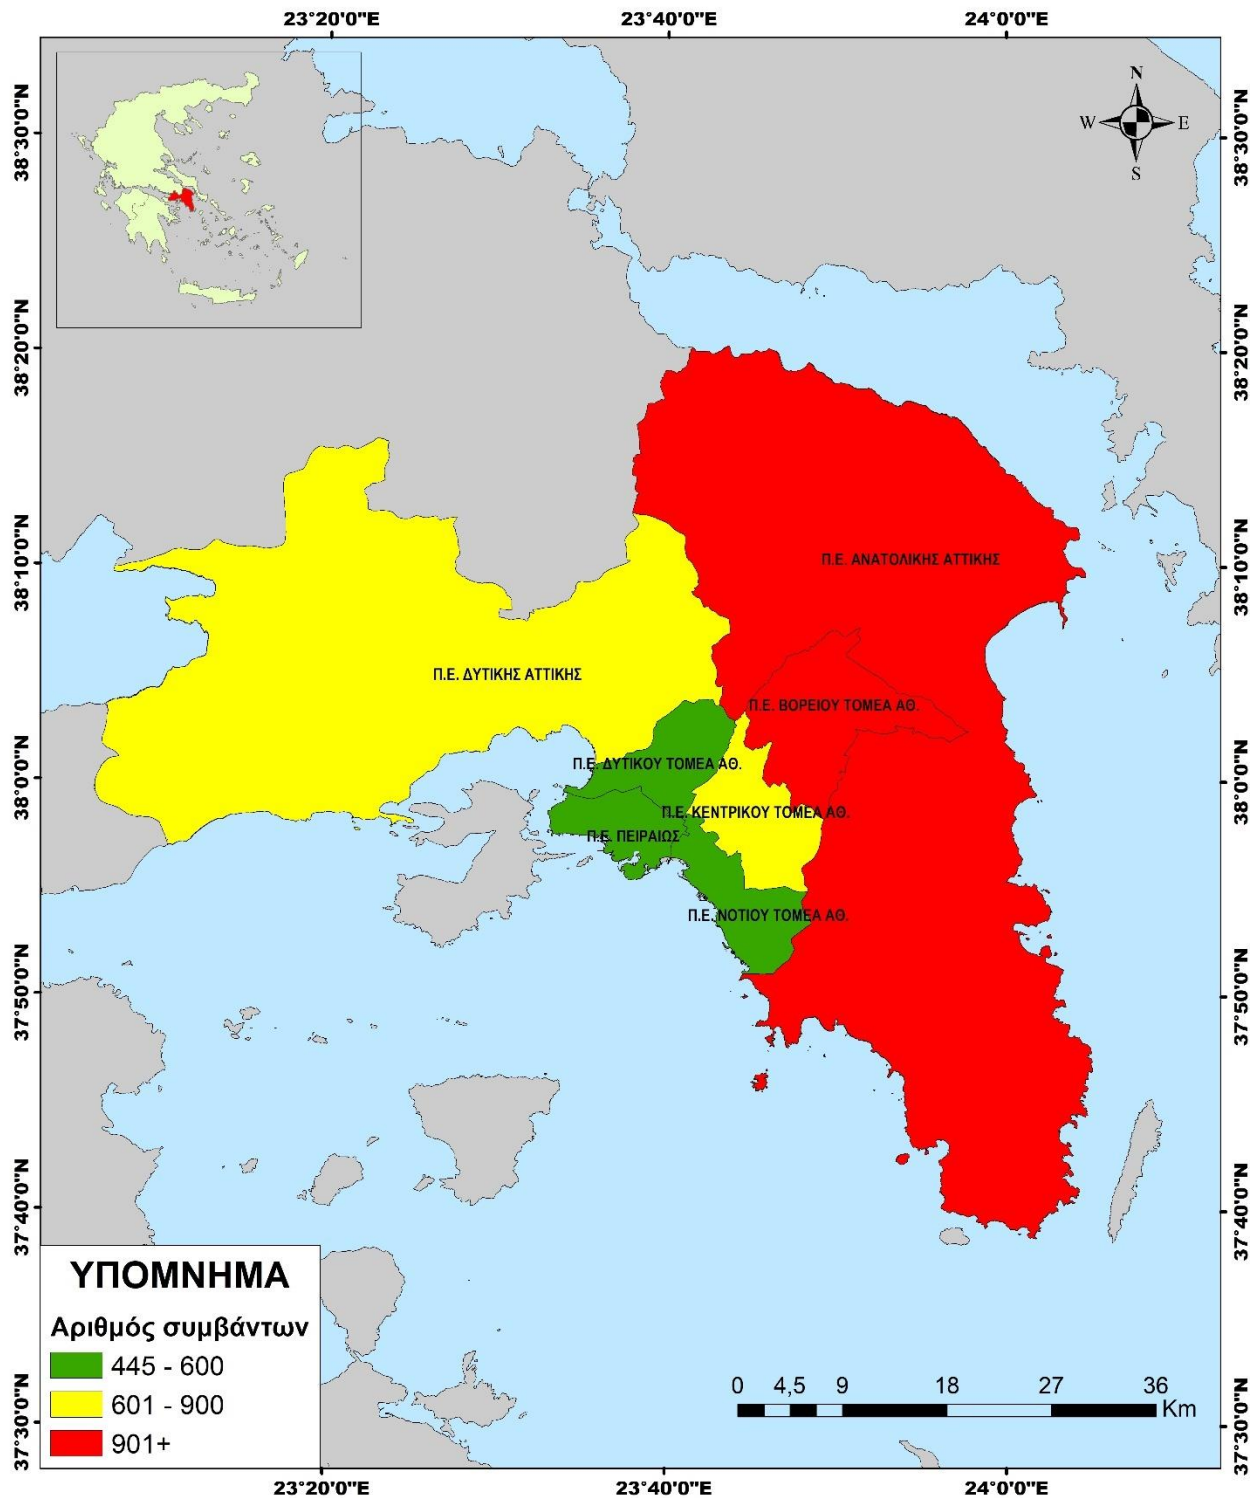 23°20'0"E 23°40'0"E 24°0'0"E
N
W E
S
38°30'0"N 38°30'0"N
38°20'0"N 38°20'0"N
38°10'0"N 38°10'0"N
Π.Ε. ΑΝΑΤΟΛΙΚΗΣ ΑΤΤΙΚΗΣ
Π.Ε. ΔΥΤΙΚΗΣ ΑΤΤΙΚΗΣ
Π.Ε. ΒΟΡΕΙΟΥ ΤΟΜΕΑ ΑΘ.
Π.Ε. ΔΥΤΙΚΟΥ ΤΟΜΕΑ ΑΘ.
38°0'0"N 38°0'0"N
Π.Ε. ΚΕΝΤΡΙΚΟΥ ΤΟΜΕΑ ΑΘ.
Π.Ε. ΠΕΙΡΑΙΩΣ
Π.Ε. ΝΟΤΙΟΥ ΤΟΜΕΑ ΑΘ.
37°50'0"N 37°50'0"N
37°40'0"N 37°40'0"N
ΥΠΟΜΝΗΜΑ
Αριθμός συμβάντων
445 - 600
601 - 900
901+
0 4,5 9 18 27 36
Km
37°30'0"N 37°30'0"N
23°20'0"E 23°40'0"E 24°0'0"E